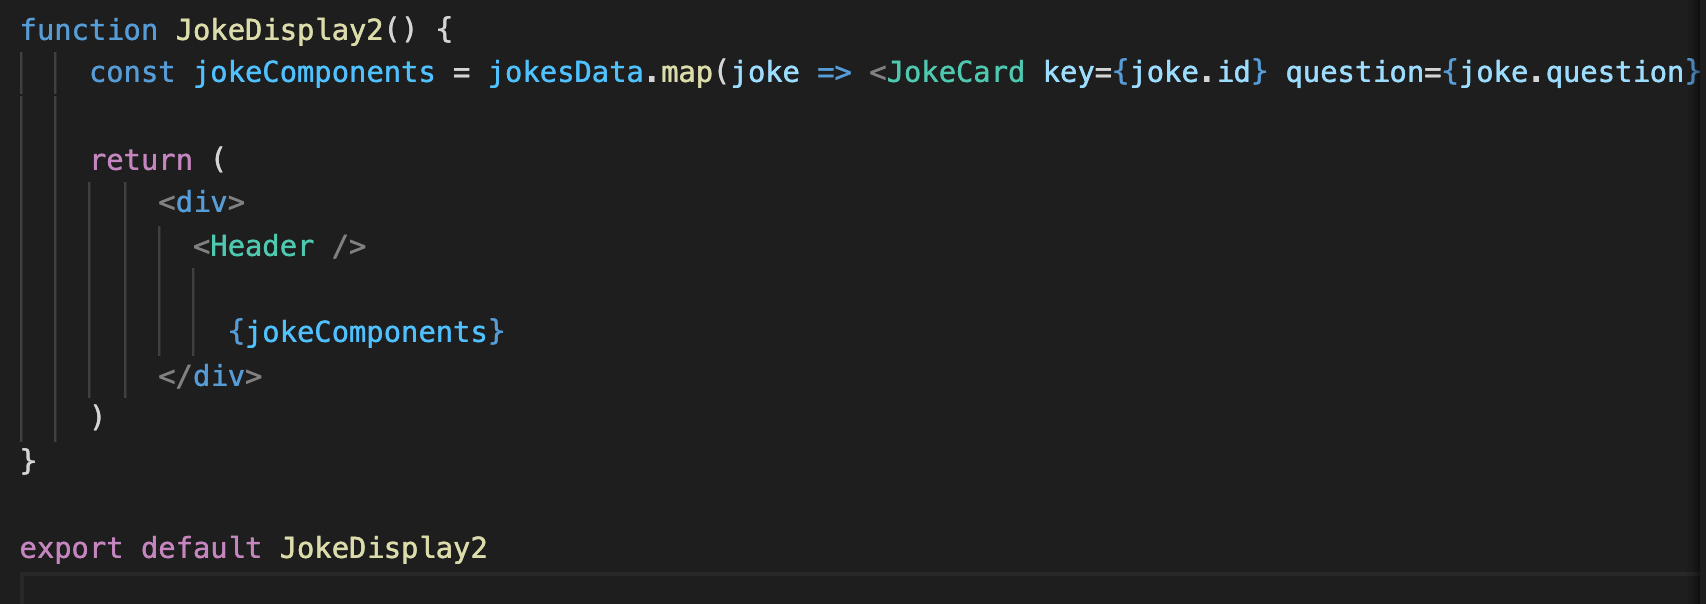 function JokeDisplay2() {
const jokeComponents = jokesData.map(joke => <JokeCard key={joke.id} question={joke.question}
return (
<div>
<Header />
{jokeComponents}
</div>
)
}
export default JokeDisplay2